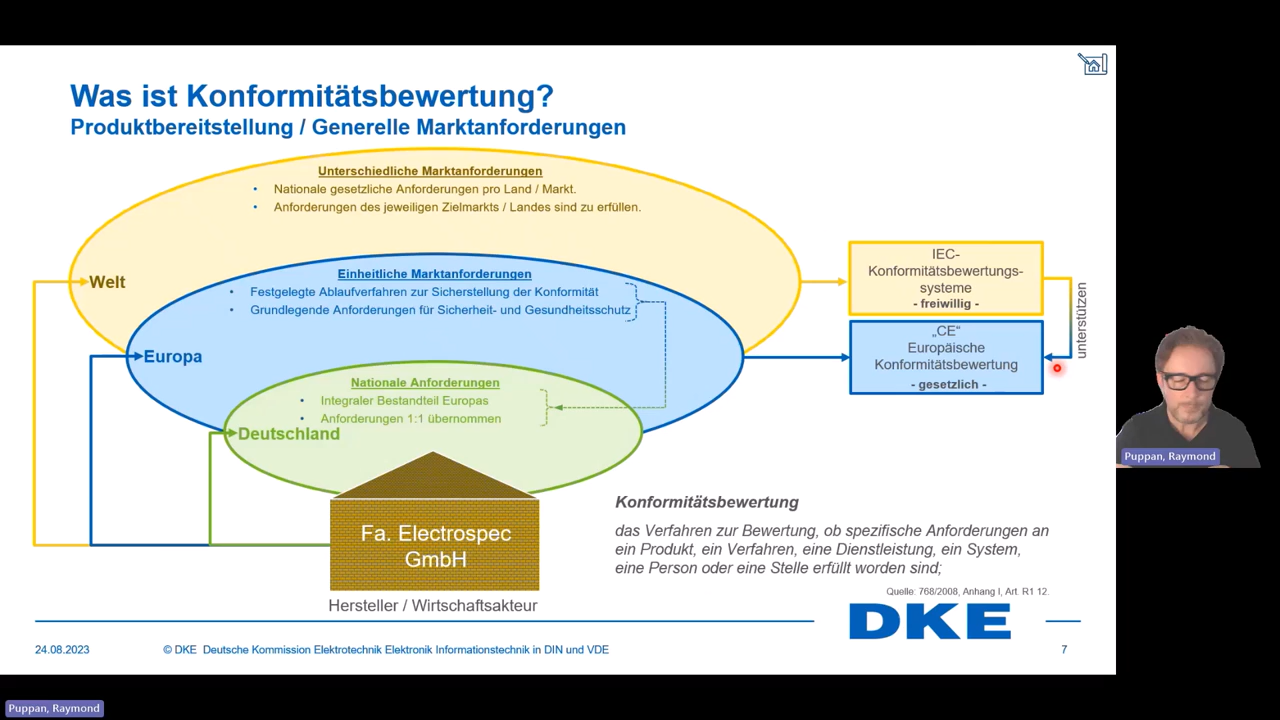 Was ist Konformitätsbewertung?
Produktbereitstellung / Generelle Marktanforderungen
Unterschiedliche Marktanforderungen
• Nationale gesetzliche Anforderungen pro Land / Markt.
• Anforderungen des jeweiligen Zielmarkts / Landes sind zu erfüllen.
Welt
Einheitliche Marktanforderungen
• Festgelegte Ablaufverfahren zur Sicherstellung der Konformität
• Grundlegende Anforderungen für Sicherheit- und Gesundheitsschutz
Europa
Nationale Anforderungen
• Integraler Bestandteil Europas
• Anforderungen 1:1 übernommen
Deutschland
Fa. Electrospec
GmbH
Hersteller / Wirtschaftsakteur
IEC-
Konformitätsbewertungs-
systeme
- freiwillig -
„CE“
Europäische
Konformitätsbewertung
- gesetzlich -
unterstützen
Konformitätsbewertung
das Verfahren zur Bewertung, ob spezifische Anforderungen an
ein Produkt, ein Verfahren, eine Dienstleistung, ein System,
eine Person oder eine Stelle erfüllt worden sind;
Quelle: 768/2008, Anhang I, Art. R1 12.
DKE
24.08.2023
© DKE Deutsche Kommission Elektrotechnik Elektronik Informationstechnik in DIN und VDE
7
Puppan, Raymond
Puppan, Raymond